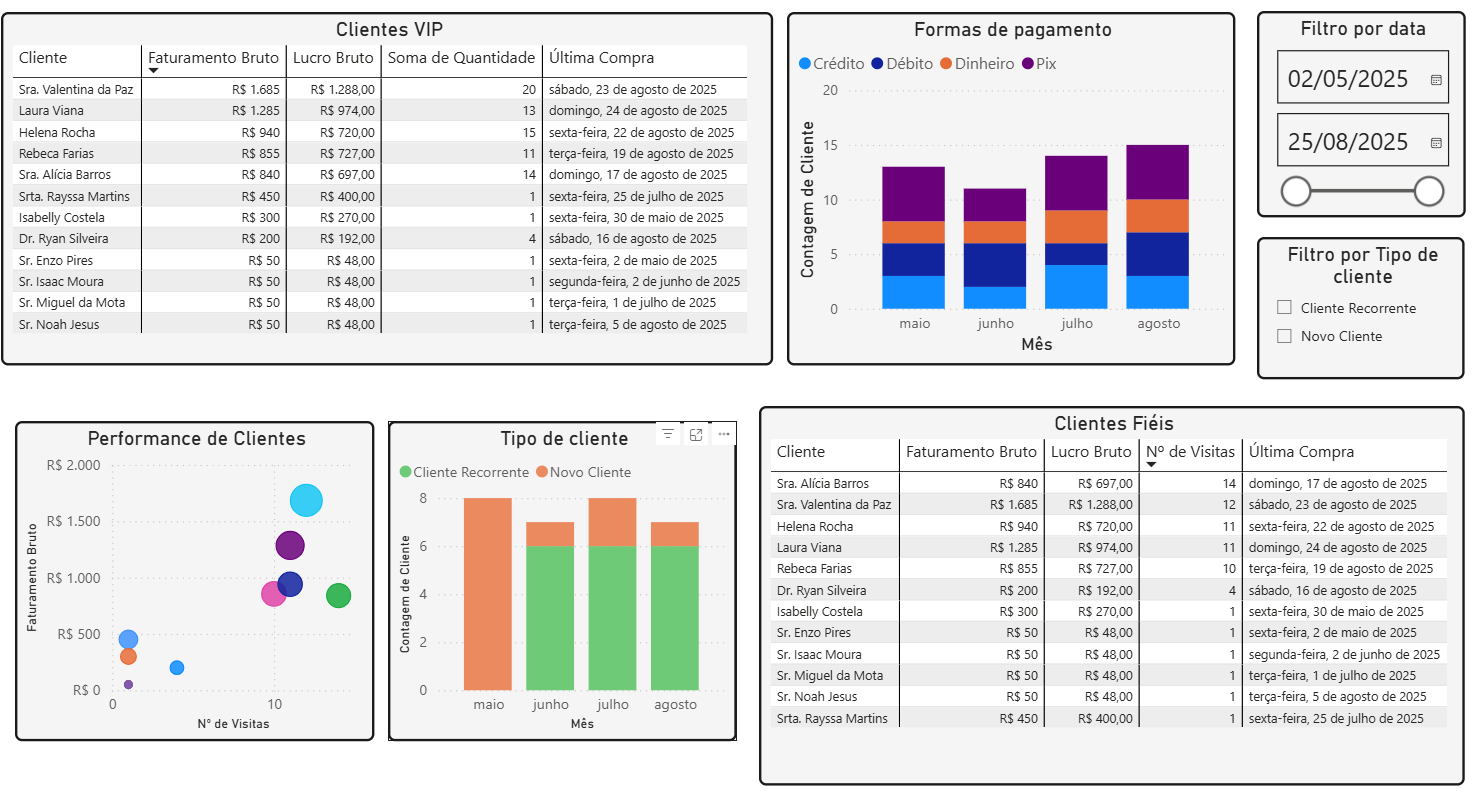 Clientes VIP
Cliente Faturamento Bruto Lucro Bruto Soma de Quantidade Última Compra
Sra. Valentina da Paz R$ 1.685 R$ 1.288,00 20 sábado, 23 de agosto de 2025
Laura Viana R$ 1.285 R$ 974,00 13 domingo, 24 de agosto de 2025
Helena Rocha R$ 940 R$ 720,00 15 sexta-feira, 22 de agosto de 2025
Rebeca Farias R$ 855 R$ 727,00 11 terça-feira, 19 de agosto de 2025
Sra. Alícia Barros R$ 840 R$ 697,00 14 domingo, 17 de agosto de 2025
Srta. Rayssa Martins R$ 450 R$ 400,00 1 sexta-feira, 25 de julho de 2025
Isabelly Costela R$ 300 R$ 270,00 1 sexta-feira, 30 de maio de 2025
Dr. Ryan Silveira R$ 200 R$ 192,00 4 sábado, 16 de agosto de 2025
Sr. Enzo Pires R$ 50 R$ 48,00 1 sexta-feira, 2 de maio de 2025
Sr. Isaac Moura R$ 50 R$ 48,00 1 segunda-feira, 2 de junho de 2025
Sr. Miguel da Mota R$ 50 R$ 48,00 1 terça-feira, 1 de julho de 2025
Sr. Noah Jesus R$ 50 R$ 48,00 1 terça-feira, 5 de agosto de 2025
Formas de pagamento
Crédito Débito Dinheiro Pix
Contagem de Cliente
20
15
10
5
0
maio junho julho agosto
Mês
Filtro por data
02/05/2025
25/08/2025
Filtro por Tipo de
cliente
Cliente Recorrente
Novo Cliente
Performance de Clientes
Faturamento Bruto
R$ 2.000
R$ 1.500
R$ 1.000
R$ 500
R$ 0
0 10
Nº de Visitas
Tipo de cliente
Cliente Recorrente Novo Cliente
Contagem de Cliente
8
6
4
2
0
maio junho julho agosto
Mês
Clientes Fiéis
Cliente Faturamento Bruto Lucro Bruto Nº de Visitas Última Compra
Sra. Alícia Barros R$ 840 R$ 697,00 14 domingo, 17 de agosto de 2025
Sra. Valentina da Paz R$ 1.685 R$ 1.288,00 12 sábado, 23 de agosto de 2025
Helena Rocha R$ 940 R$ 720,00 11 sexta-feira, 22 de agosto de 2025
Laura Viana R$ 1.285 R$ 974,00 11 domingo, 24 de agosto de 2025
Rebeca Farias R$ 855 R$ 727,00 10 terça-feira, 19 de agosto de 2025
Dr. Ryan Silveira R$ 200 R$ 192,00 4 sábado, 16 de agosto de 2025
Isabelly Costela R$ 300 R$ 270,00 1 sexta-feira, 30 de maio de 2025
Sr. Enzo Pires R$ 50 R$ 48,00 1 sexta-feira, 2 de maio de 2025
Sr. Isaac Moura R$ 50 R$ 48,00 1 segunda-feira, 2 de junho de 2025
Sr. Miguel da Mota R$ 50 R$ 48,00 1 terça-feira, 1 de julho de 2025
Sr. Noah Jesus R$ 50 R$ 48,00 1 terça-feira, 5 de agosto de 2025
Srta. Rayssa Martins R$ 450 R$ 400,00 1 sexta-feira, 25 de julho de 2025